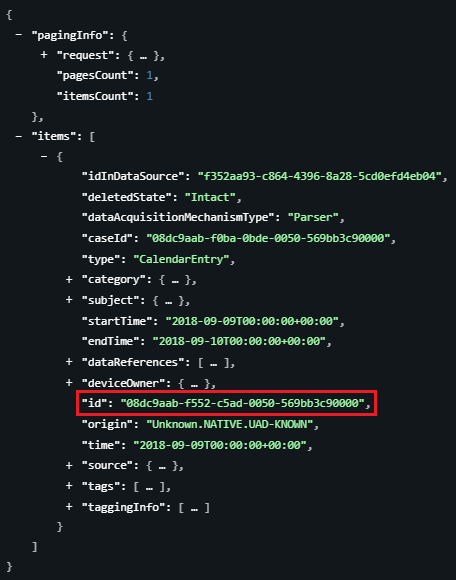 {
− "pagingInfo": {
+ "request": { … },
"pagesCount": 1,
"itemsCount": 1
},
− "items": [
− {
"idInDataSource": "f352aa93-c864-4396-8a28-5cd0efd4eb04",
"deletedState": "Intact",
"dataAcquisitionMechanismType": "Parser",
"caseId": "08dc9aab-f0ba-0bde-0050-569bb3c90000",
"type": "CalendarEntry",
+ "category": { … },
+ "subject": { … },
"startTime": "2018-09-09T00:00:00+00:00",
"endTime": "2018-09-10T00:00:00+00:00",
+ "dataReferences": [ … ],
+ "deviceOwner": { … },
"id": "08dc9aab-f552-c5ad-0050-569bb3c90000",
"origin": "Unknown.NATIVE.UAD-KNOWN",
"time": "2018-09-09T00:00:00+00:00",
+ "source": { … },
+ "tags": [ … ],
+ "taggingInfo": [ … ]
}
]
}